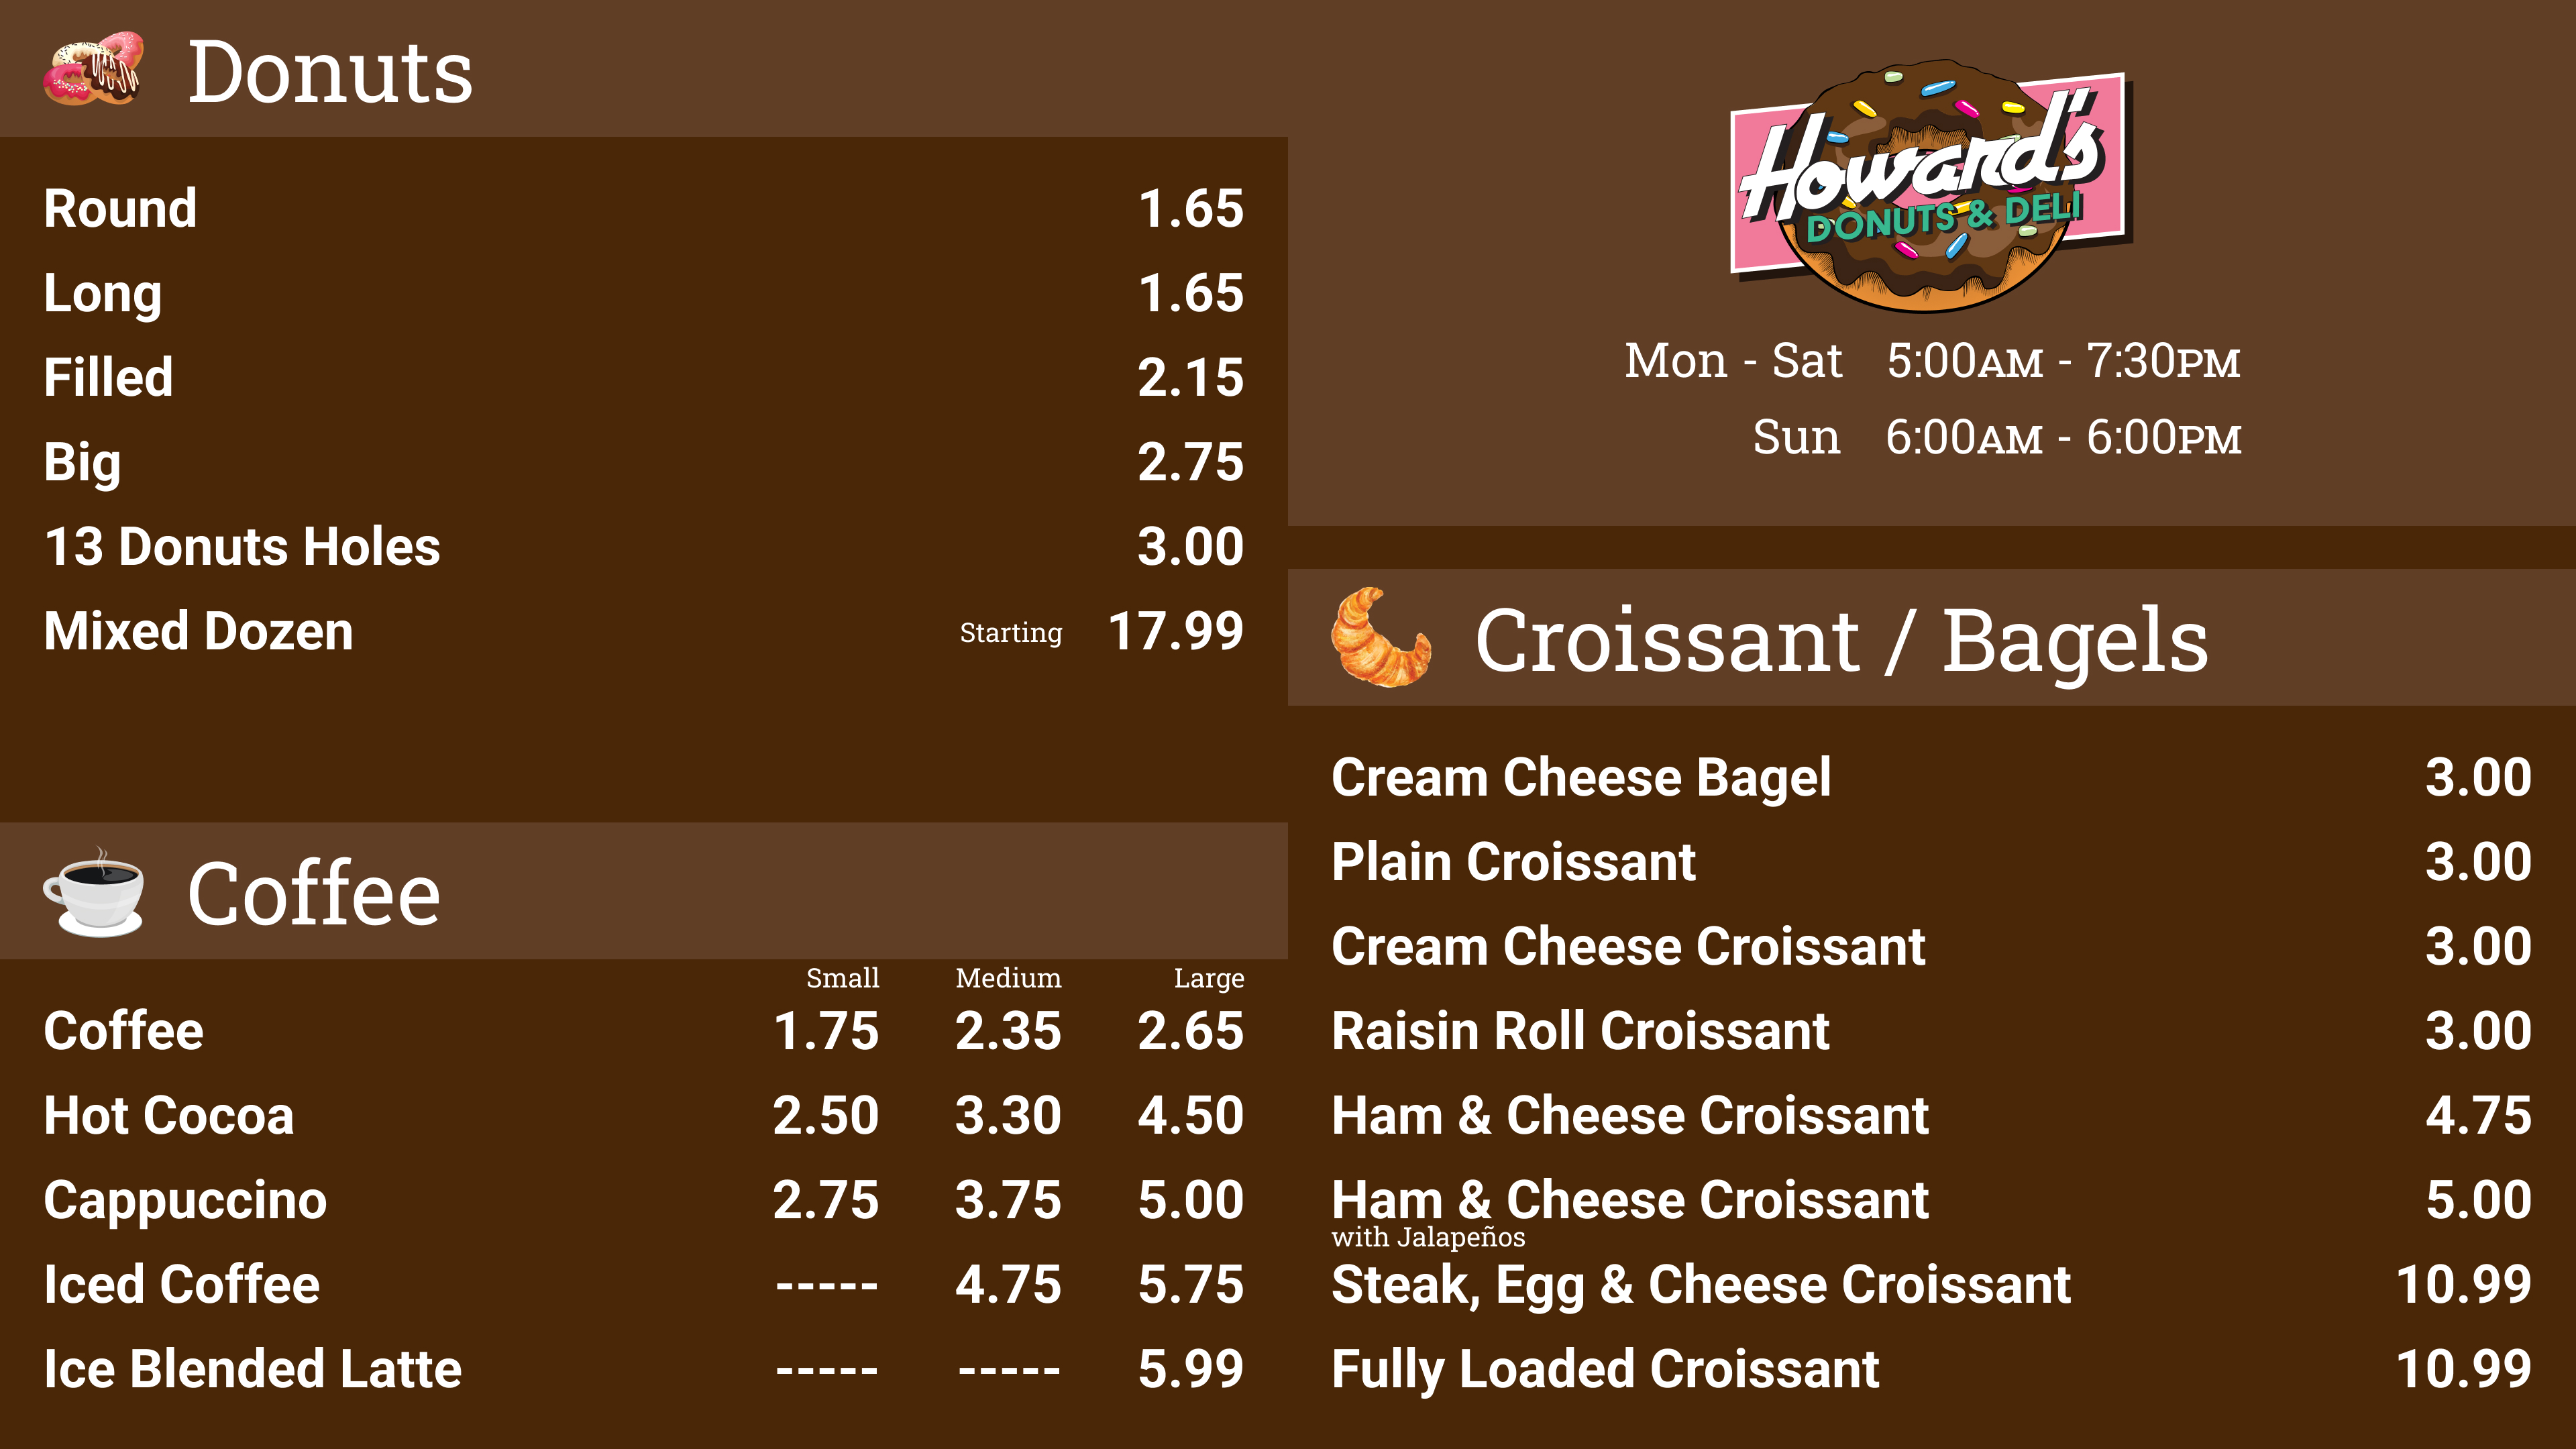 Donuts
Round 1.65
Long 1.65
Filled 2.15
Big 2.75
13 Donuts Holes 3.00
Mixed Dozen Starting 17.99
Coffee
Small Medium Large
Coffee 1.75 2.35 2.65
Hot Cocoa 2.50 3.30 4.50
Cappuccino 2.75 3.75 5.00
Iced Coffee ----- 4.75 5.75
Ice Blended Latte ----- ----- 5.99
Howard's
DONUTS & DELI
Mon - Sat 5:00AM - 7:30PM
Sun 6:00AM - 6:00PM
Croissant / Bagels
Cream Cheese Bagel 3.00
Plain Croissant 3.00
Cream Cheese Croissant 3.00
Raisin Roll Croissant 3.00
Ham & Cheese Croissant 4.75
Ham & Cheese Croissant 5.00
with Jalapeños
Steak, Egg & Cheese Croissant 10.99
Fully Loaded Croissant 10.99